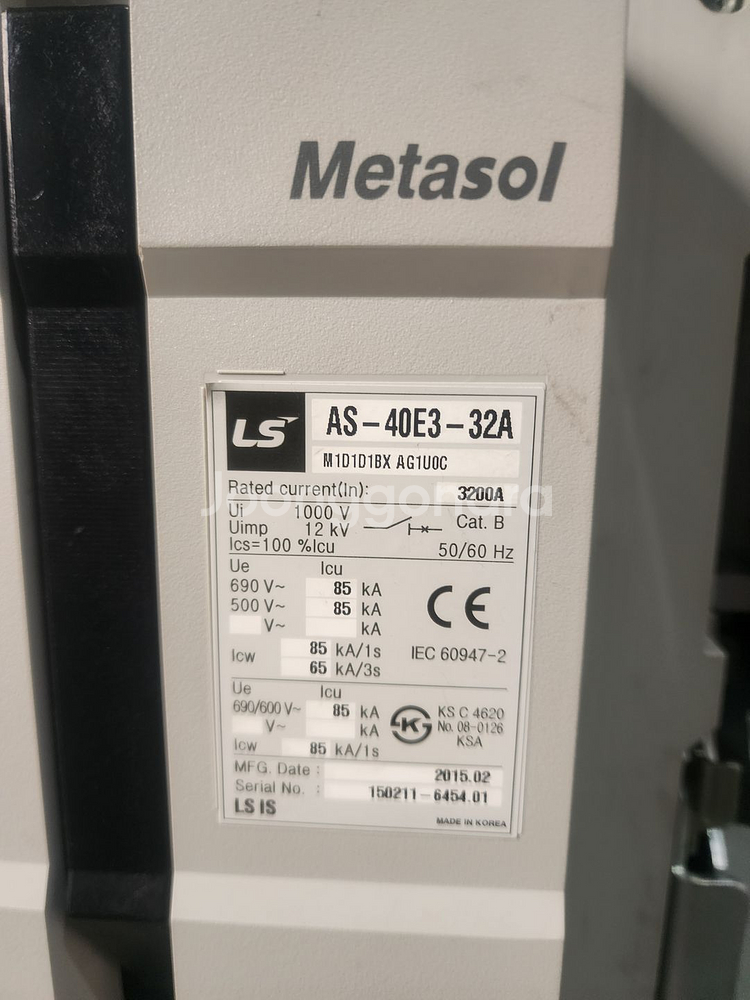 Metasol
LS
AS-40E3-32A
M1D1D1BX AG1U0C
Rated current(In): 3200A
Ui 1000 V
Uimp 12 kV Cat. B
Ics=100 %Icu 50/60 Hz
Ue Icu
690 V~ 85 kA
500 V~ 85 kA
V~ kA
CE
Icw 85 kA/1s IEC 60947-2
65 kA/3s
Ue Icu
690/600 V~ 85 kA KS C 4620
V~ kA No. 08-0126
KSA
Icw 85 kA/1s
MFG. Date : 2015.02
Serial No. : 150211-6454.01
LS IS
MADE IN KOREA
Joonggonara